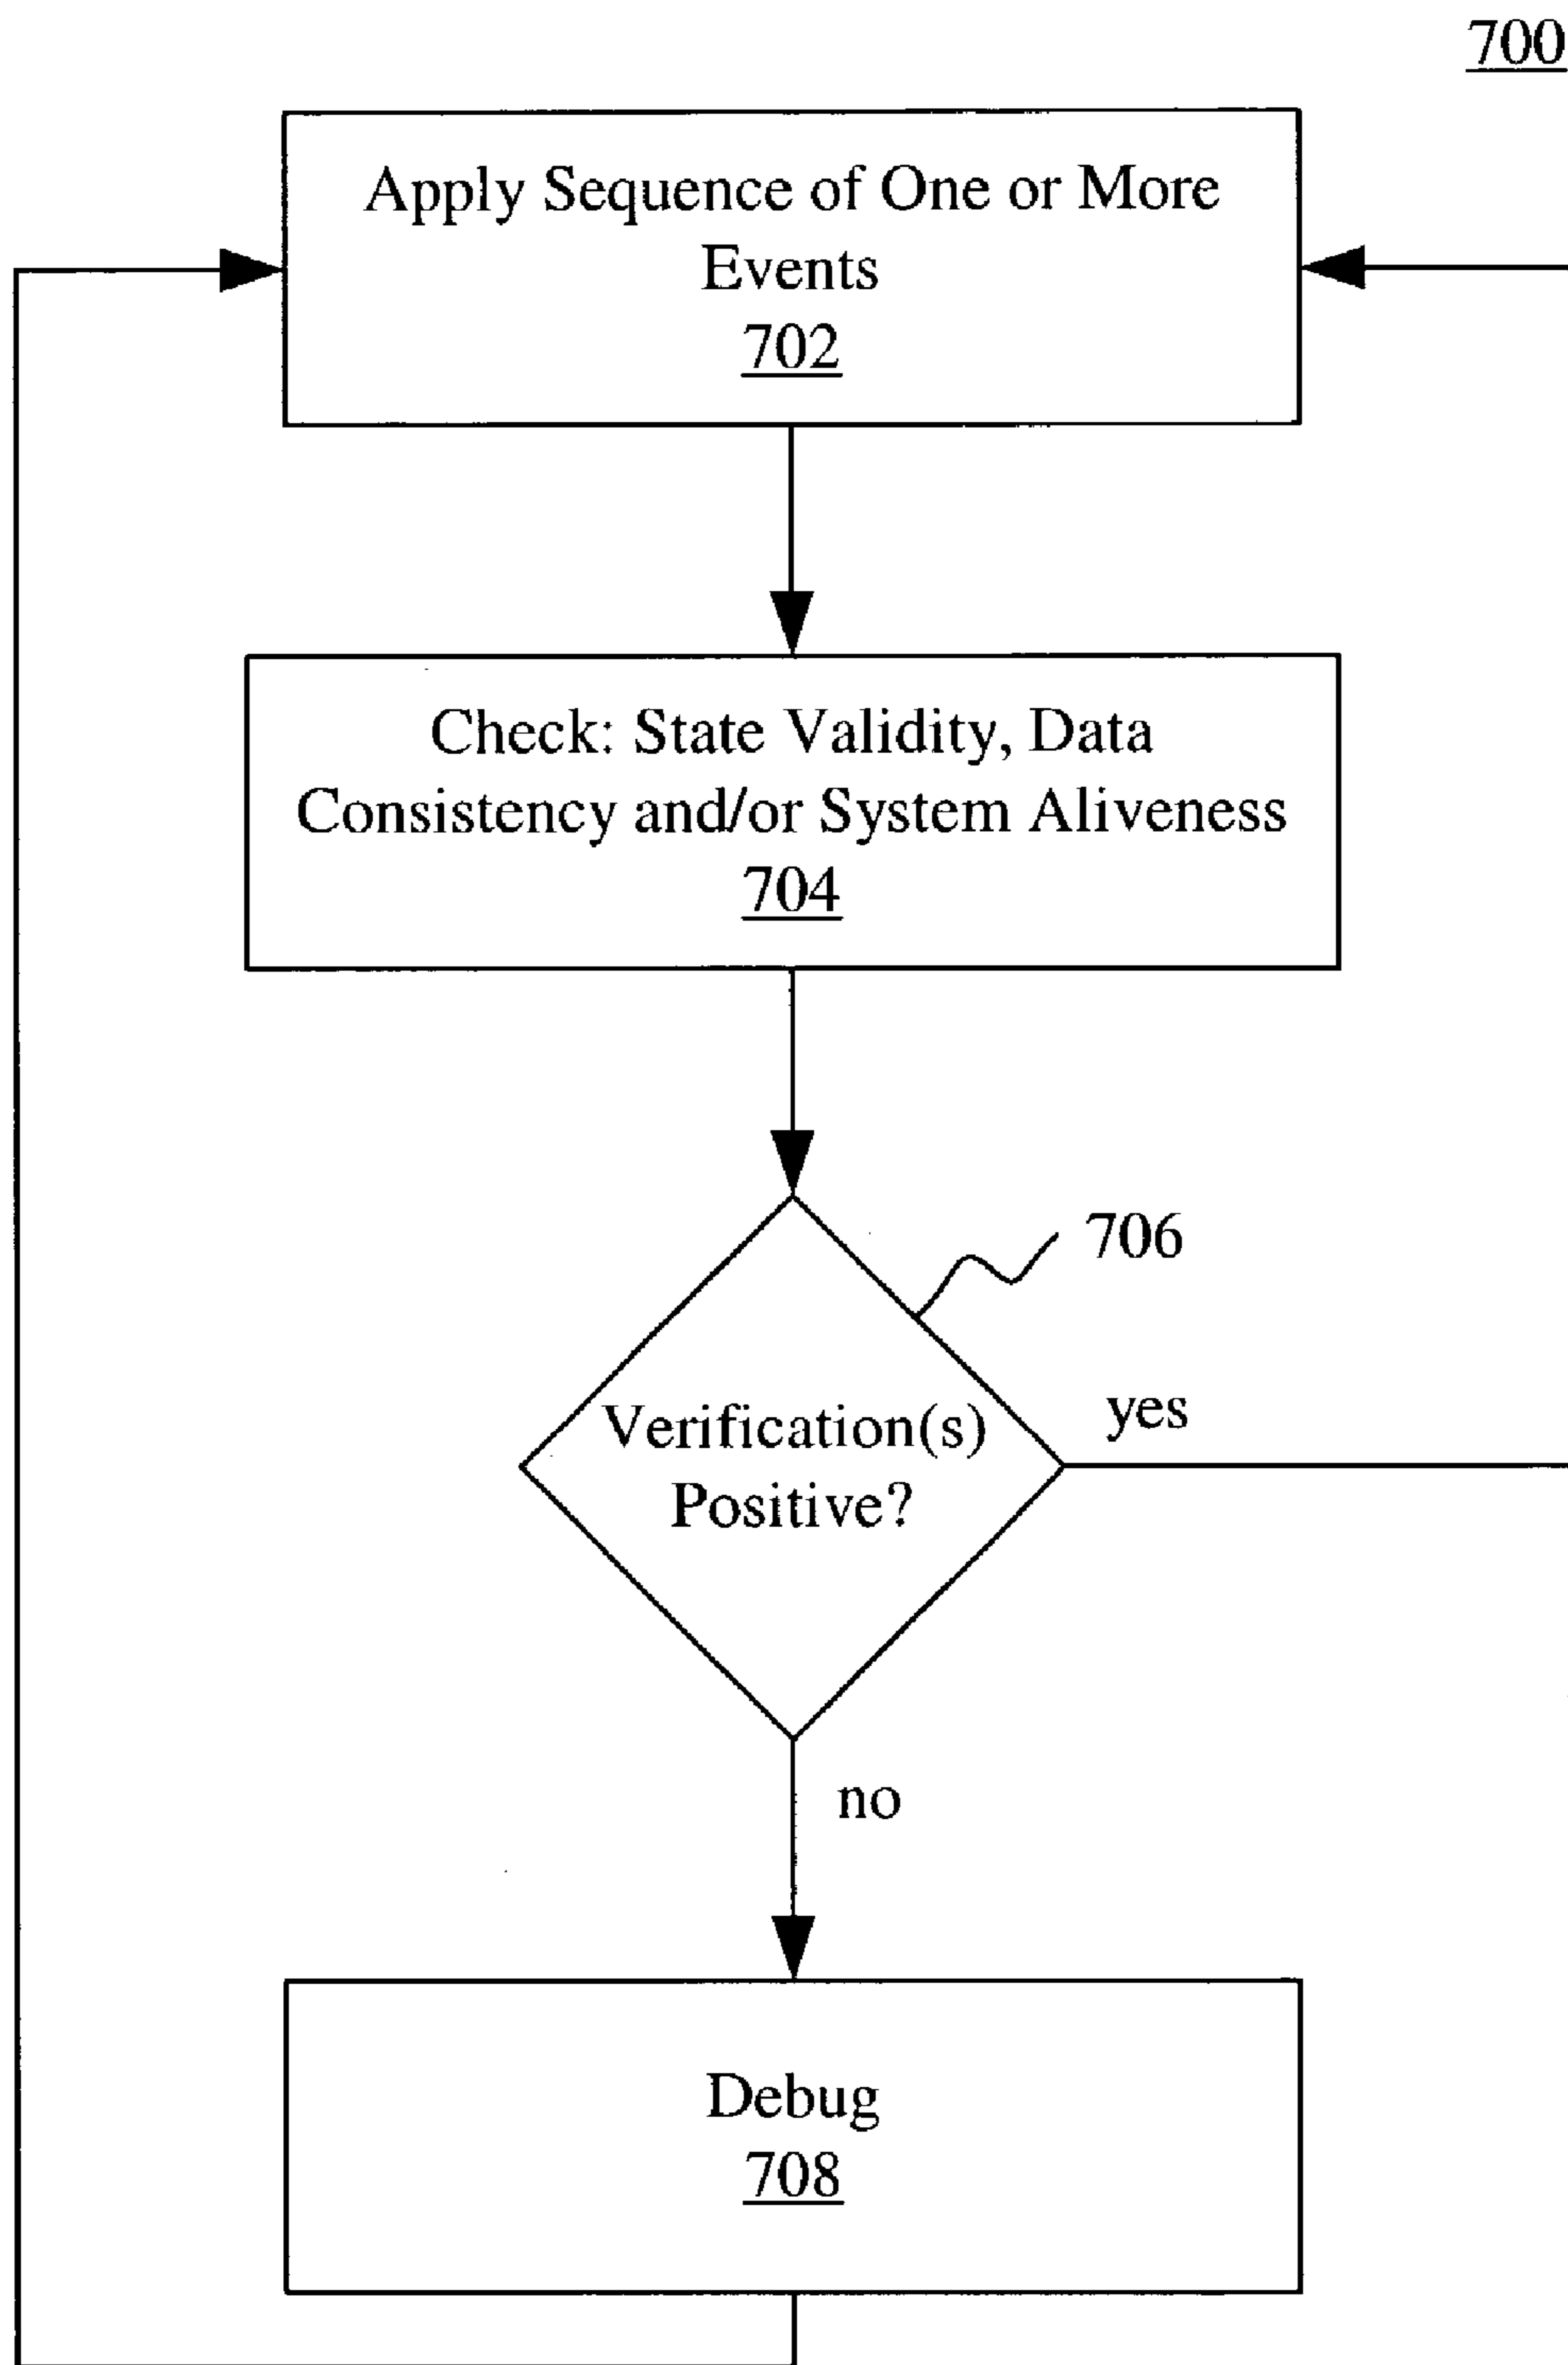 700
Apply Sequence of One or More
Events
702
Check: State Validity, Data
Consistency and/or System Aliveness
704
706
Verification(s)
Positive?
yes
no
Debug
708